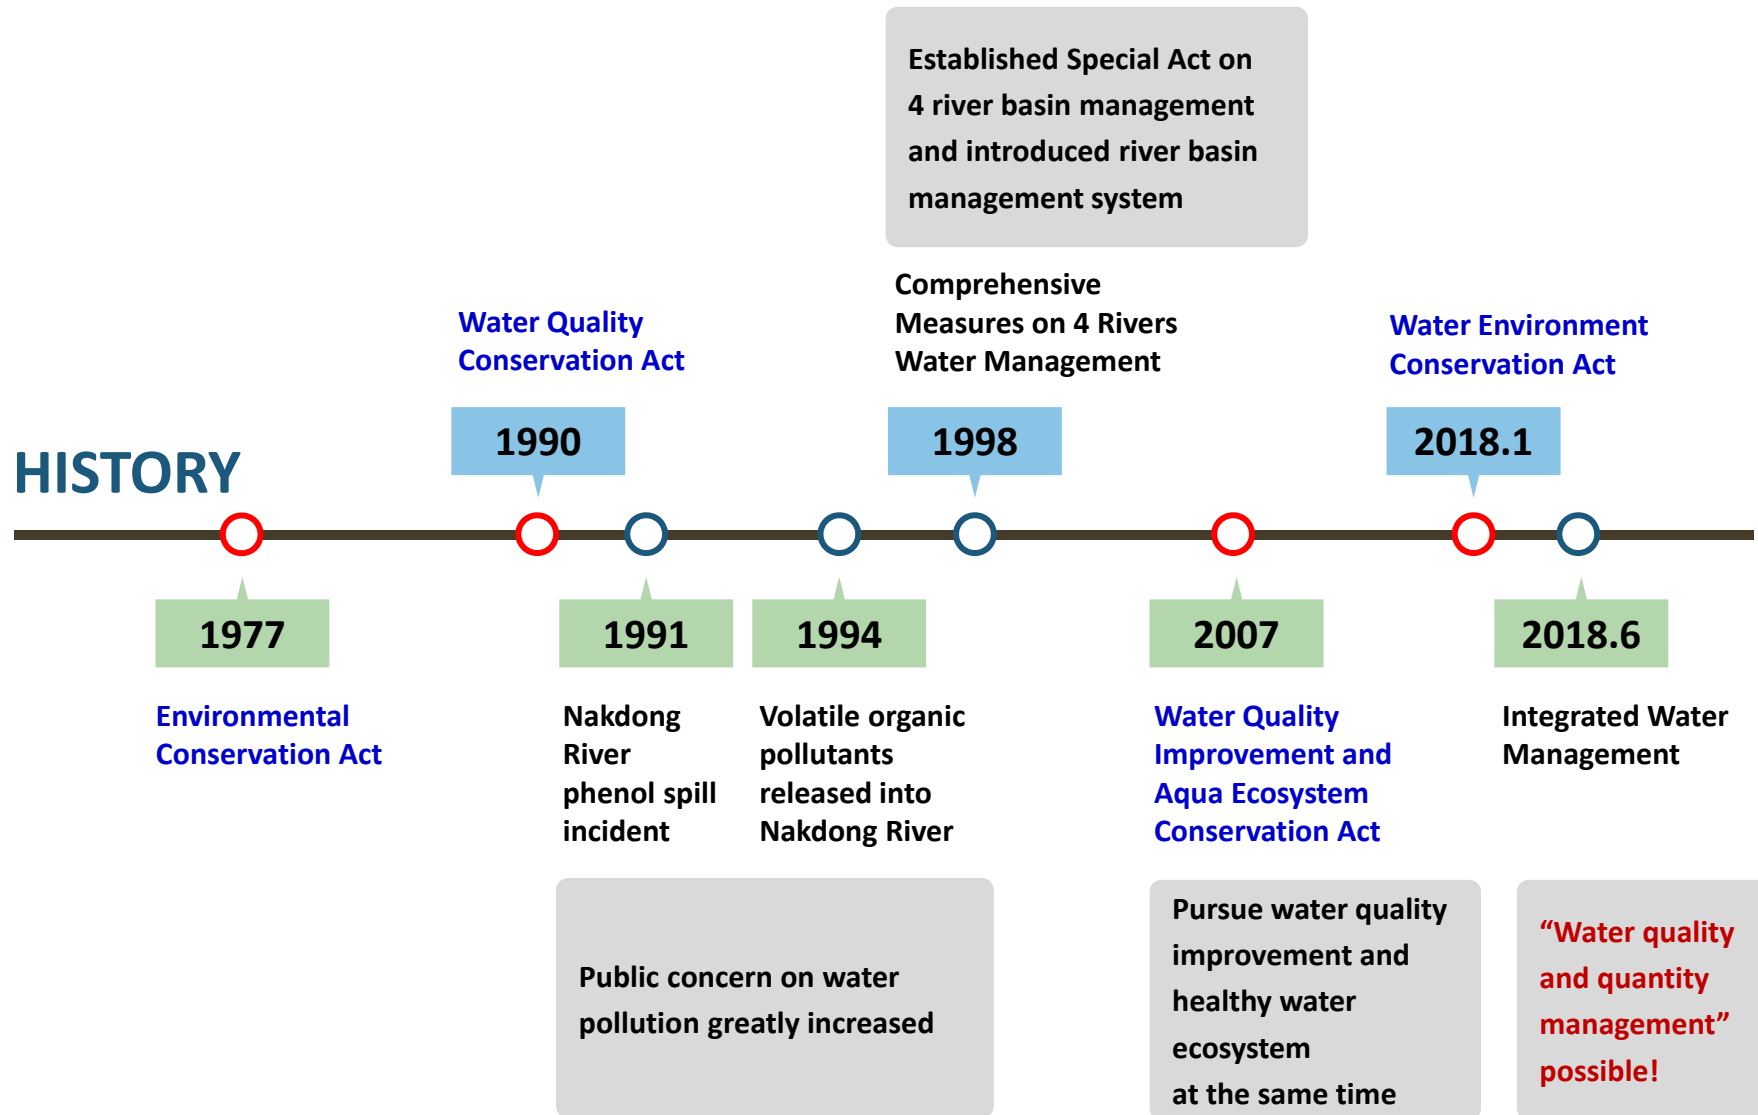 Established Special Act on
4 river basin management
and introduced river basin
management system
Comprehensive
Measures on 4 Rivers
Water Management
Water Quality
Conservation Act
Water Environment
Conservation Act
1990
1998
2018.1
HISTORY
1977
1991
1994
2007
2018.6
Environmental
Conservation Act
Nakdong
River
phenol spill
incident
Volatile organic
pollutants
released into
Nakdong River
Water Quality
Improvement and
Aqua Ecosystem
Conservation Act
Integrated Water
Management
Public concern on water
pollution greatly increased
Pursue water quality
improvement and
healthy water
ecosystem
at the same time
“Water quality
and quantity
management”
possible!